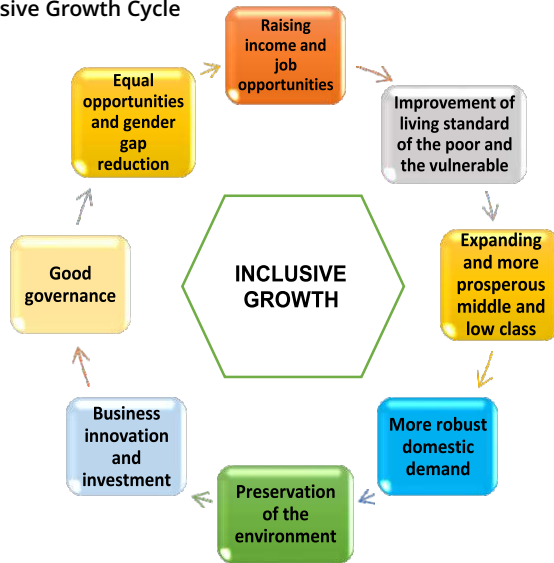 sive Growth Cycle
Raising
income and
job
opportunities
Improvement of
living standard
of the poor and
the vulnerable
Expanding
and more
prosperous
middle and
low class
More robust
domestic
demand
Preservation
of the
environment
Business
innovation
and
investment
Good
governance
Equal
opportunities
and gender
gap
reduction
INCLUSIVE
GROWTH